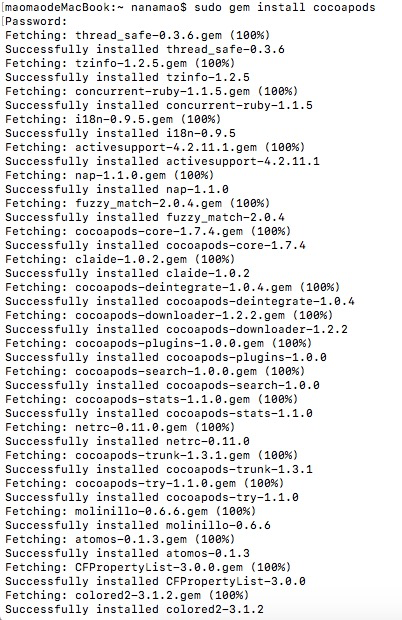 [maomaodeMacBook:~ nanamao$ sudo gem install cocoapods
[Password:
Fetching: thread_safe-0.3.6.gem (100%)
Successfully installed thread_safe-0.3.6
Fetching: tzinfo-1.2.5.gem (100%)
Successfully installed tzinfo-1.2.5
Fetching: concurrent-ruby-1.1.5.gem (100%)
Successfully installed concurrent-ruby-1.1.5
Fetching: i18n-0.9.5.gem (100%)
Successfully installed i18n-0.9.5
Fetching: activesupport-4.2.11.1.gem (100%)
Successfully installed activesupport-4.2.11.1
Fetching: nap-1.1.0.gem (100%)
Successfully installed nap-1.1.0
Fetching: fuzzy_match-2.0.4.gem (100%)
Successfully installed fuzzy_match-2.0.4
Fetching: cocoapods-core-1.7.4.gem (100%)
Successfully installed cocoapods-core-1.7.4
Fetching: claide-1.0.2.gem (100%)
Successfully installed claide-1.0.2
Fetching: cocoapods-deintegrate-1.0.4.gem (100%)
Successfully installed cocoapods-deintegrate-1.0.4
Fetching: cocoapods-downloader-1.2.2.gem (100%)
Successfully installed cocoapods-downloader-1.2.2
Fetching: cocoapods-plugins-1.0.0.gem (100%)
Successfully installed cocoapods-plugins-1.0.0
Fetching: cocoapods-search-1.0.0.gem (100%)
Successfully installed cocoapods-search-1.0.0
Fetching: cocoapods-stats-1.1.0.gem (100%)
Successfully installed cocoapods-stats-1.1.0
Fetching: netrc-0.11.0.gem (100%)
Successfully installed netrc-0.11.0
Fetching: cocoapods-trunk-1.3.1.gem (100%)
Successfully installed cocoapods-trunk-1.3.1
Fetching: cocoapods-try-1.1.0.gem (100%)
Successfully installed cocoapods-try-1.1.0
Fetching: molinillo-0.6.6.gem (100%)
Successfully installed molinillo-0.6.6
Fetching: atomos-0.1.3.gem (100%)
Successfully installed atomos-0.1.3
Fetching: CFPropertyList-3.0.0.gem (100%)
Successfully installed CFPropertyList-3.0.0
Fetching: colored2-3.1.2.gem (100%)
Successfully installed colored2-3.1.2